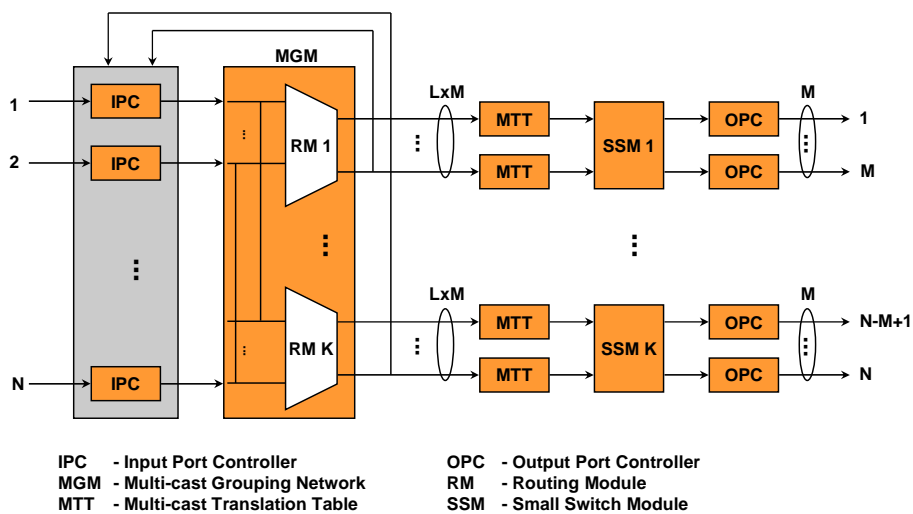 MGM
1
IPC
LxM
M
MTT
OPC
1
2
IPC
...
RM 1
...
SSM 1
...
MTT
OPC
M
...
...
...
LxM
M
MTT
OPC
N-M+1
...
RM K
...
SSM K
...
N
IPC
MTT
OPC
N
IPC - Input Port Controller
MGM - Multi-cast Grouping Network
MTT - Multi-cast Translation Table
OPC - Output Port Controller
RM - Routing Module
SSM - Small Switch Module